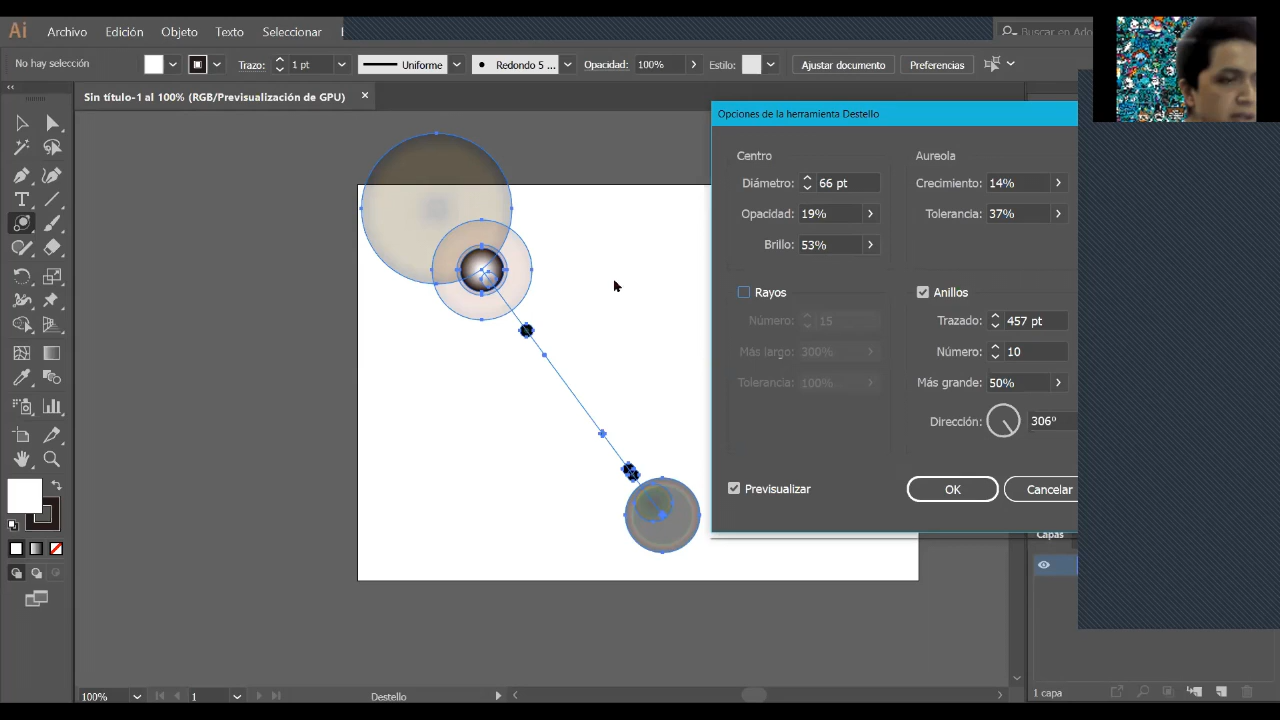 Ai
Archivo Edición Objeto Texto Seleccionar
Buscar en Ado
No hay selección
Trazo: 1 pt
Uniforme
Redondo 5 ...
Opacidad: 100%
Estilo:
Ajustar documento
Preferencias
Sin título-1 al 100% (RGB/Previsualización de GPU)
Opciones de la herramienta Destello
Centro
Diámetro: 66 pt
Opacidad: 19%
Brillo: 53%
Aureola
Crecimiento: 14%
Tolerancia: 37%
Rayos
Número: 15
Más largo: 300%
Tolerancia: 100%
Anillos
Trazado: 457 pt
Número: 10
Más grande: 50%
Dirección: 306º
Previsualizar
OK
Cancelar
Capas
100%
1
Destello
1 capa